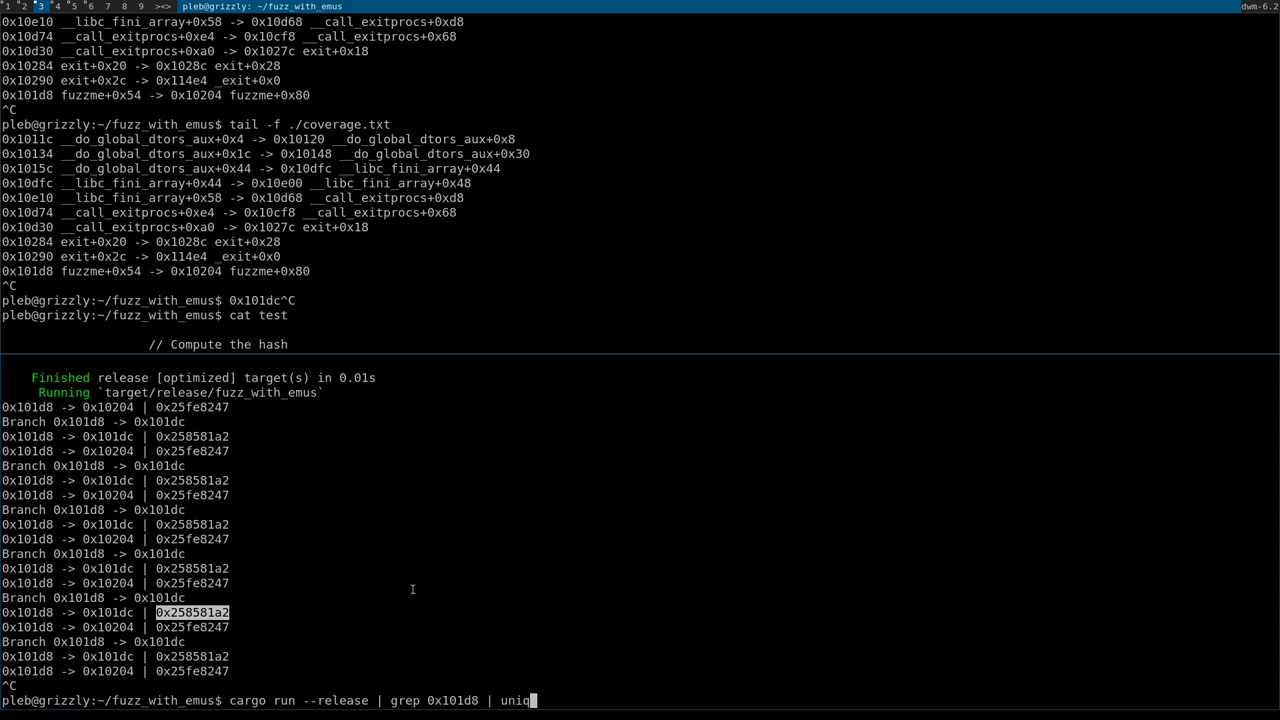 1 2 3 4 5 6 7 8 9 ><> pleb@grizzly: ~/fuzz_with_emus dwm-6.2
0x10e10 __libc_fini_array+0x58 -> 0x10d68 __call_exitprocs+0xd8
0x10d74 __call_exitprocs+0xe4 -> 0x10cf8 __call_exitprocs+0x68
0x10d30 __call_exitprocs+0xa0 -> 0x1027c exit+0x18
0x10284 exit+0x20 -> 0x1028c exit+0x28
0x10290 exit+0x2c -> 0x114e4 _exit+0x0
0x101d8 fuzzme+0x54 -> 0x10204 fuzzme+0x80
^C
pleb@grizzly:~/fuzz_with_emus$ tail -f ./coverage.txt
0x1011c __do_global_dtors_aux+0x4 -> 0x10120 __do_global_dtors_aux+0x8
0x10134 __do_global_dtors_aux+0x1c -> 0x10148 __do_global_dtors_aux+0x30
0x1015c __do_global_dtors_aux+0x44 -> 0x10dfc __libc_fini_array+0x44
0x10dfc __libc_fini_array+0x44 -> 0x10e00 __libc_fini_array+0x48
0x10e10 __libc_fini_array+0x58 -> 0x10d68 __call_exitprocs+0xd8
0x10d74 __call_exitprocs+0xe4 -> 0x10cf8 __call_exitprocs+0x68
0x10d30 __call_exitprocs+0xa0 -> 0x1027c exit+0x18
0x10284 exit+0x20 -> 0x1028c exit+0x28
0x10290 exit+0x2c -> 0x114e4 _exit+0x0
0x101d8 fuzzme+0x54 -> 0x10204 fuzzme+0x80
^C
pleb@grizzly:~/fuzz_with_emus$ 0x101dc^C
pleb@grizzly:~/fuzz_with_emus$ cat test
// Compute the hash
Finished release [optimized] target(s) in 0.01s
Running `target/release/fuzz_with_emus`
0x101d8 -> 0x10204 | 0x25fe8247
Branch 0x101d8 -> 0x101dc
0x101d8 -> 0x101dc | 0x258581a2
0x101d8 -> 0x10204 | 0x25fe8247
Branch 0x101d8 -> 0x101dc
0x101d8 -> 0x101dc | 0x258581a2
0x101d8 -> 0x10204 | 0x25fe8247
Branch 0x101d8 -> 0x101dc
0x101d8 -> 0x101dc | 0x258581a2
0x101d8 -> 0x10204 | 0x25fe8247
Branch 0x101d8 -> 0x101dc
0x101d8 -> 0x101dc | 0x258581a2
0x101d8 -> 0x10204 | 0x25fe8247
Branch 0x101d8 -> 0x101dc
0x101d8 -> 0x101dc | 0x258581a2
0x101d8 -> 0x10204 | 0x25fe8247
Branch 0x101d8 -> 0x101dc
0x101d8 -> 0x101dc | 0x258581a2
0x101d8 -> 0x10204 | 0x25fe8247
^C
pleb@grizzly:~/fuzz_with_emus$ cargo run --release | grep 0x101d8 | uniq